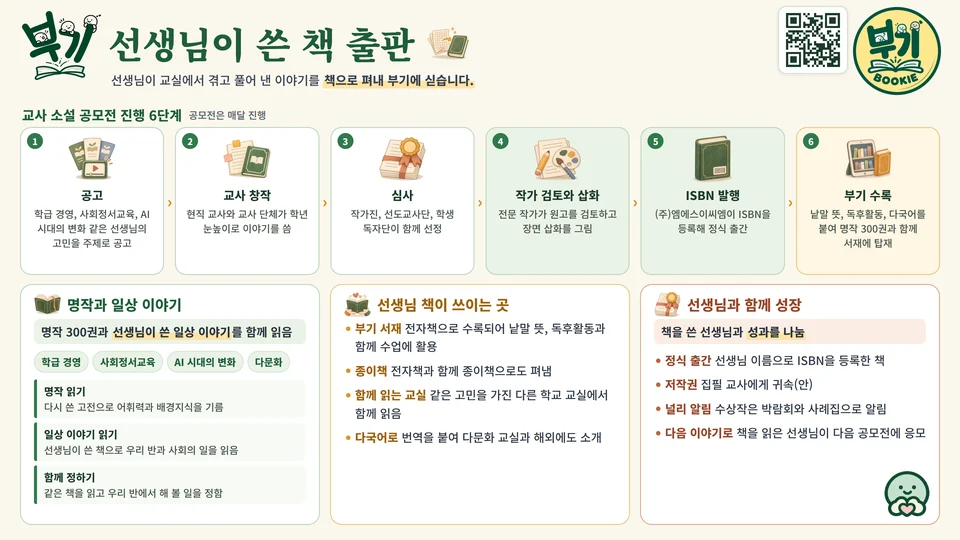 부기
선생님이 쓴 책 출판
선생님이 교실에서 겪고 풀어 낸 이야기를 책으로 펴내 부기에 싣습니다.
부기
BOOKIE
교사 소설 공모전 진행 6단계 공모전은 매달 진행
1
공고
학급 경영, 사회정서교육, AI
시대의 변화 같은 선생님의
고민을 주제로 공고
›
2
교사 창작
현직 교사와 교사 단체가 학년
눈높이로 이야기를 씀
›
3
심사
작가진, 선도교사단, 학생
독자단이 함께 선정
›
4
작가 검토와 삽화
전문 작가가 원고를 검토하고
장면 삽화를 그림
›
5
ISBN 발행
(주)엠에스이씨엠이 ISBN을
등록해 정식 출간
›
6
부기 수록
낱말 뜻, 독후활동, 다국어를
붙여 명작 300권과 함께
서재에 탑재
명작과 일상 이야기
명작 300권과 선생님이 쓴 일상 이야기를 함께 읽음
학급 경영
사회정서교육
AI 시대의 변화
다문화
명작 읽기
다시 쓴 고전으로 어휘력과 배경지식을 기름
일상 이야기 읽기
선생님이 쓴 책으로 우리 반과 사회의 일을 읽음
함께 정하기
같은 책을 읽고 우리 반에서 해 볼 일을 정함
선생님 책이 쓰이는 곳
• 부기 서재 전자책으로 수록되어 낱말 뜻, 독후활동과
함께 수업에 활용
• 종이책 전자책과 함께 종이책으로도 펴냄
• 함께 읽는 교실 같은 고민을 가진 다른 학교 교실에서
함께 읽음
• 다국어로 번역을 붙여 다문화 교실과 해외에도 소개
선생님과 함께 성장
책을 쓴 선생님과 성과를 나눔
• 정식 출간 선생님 이름으로 ISBN을 등록한 책
• 저작권 집필 교사에게 귀속(안)
• 널리 알림 수상작은 박람회와 사례집으로 알림
• 다음 이야기로 책을 읽은 선생님이 다음 공모전에 응모